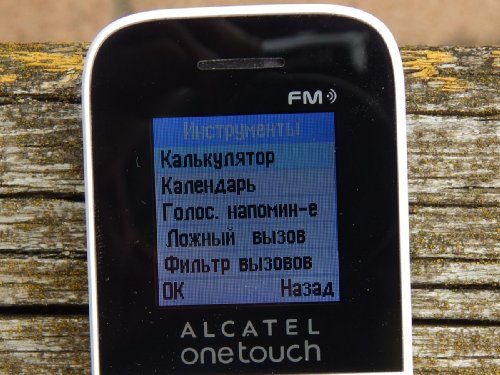 FM
Инструменты
Калькулятор
Календарь
Голос. напомин-е
Ложный вызов
Фильтр вызовов
OK Назад
ALCATEL
onetouch